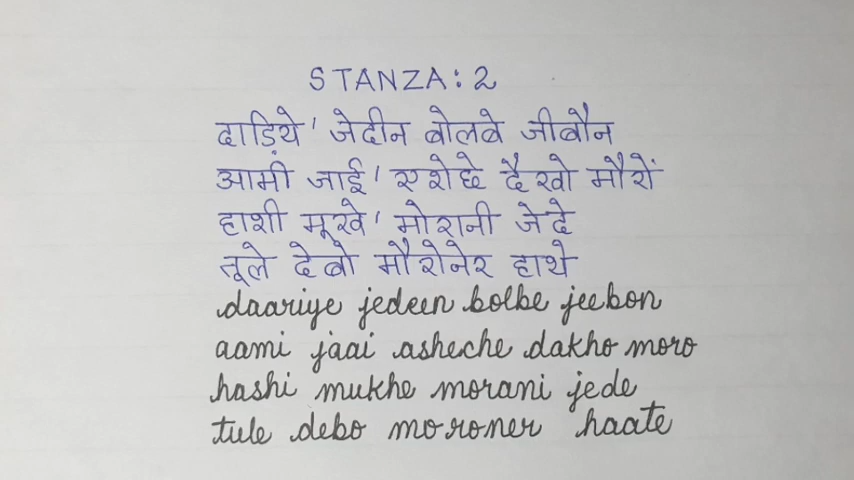 STANZA: 2
दाड़िये' जेदीन बोलबे जीबौन
आमी जाई' एशेछे दैखो मौरों
हाशी मूखे' मोरानी जेदे
तूले देबो मौरोनेर हाथे
daariye jedeen bolbe jeebon
aami jaai asheche dakho moro
hashi mukhe morani jede
tule debo moroner haate